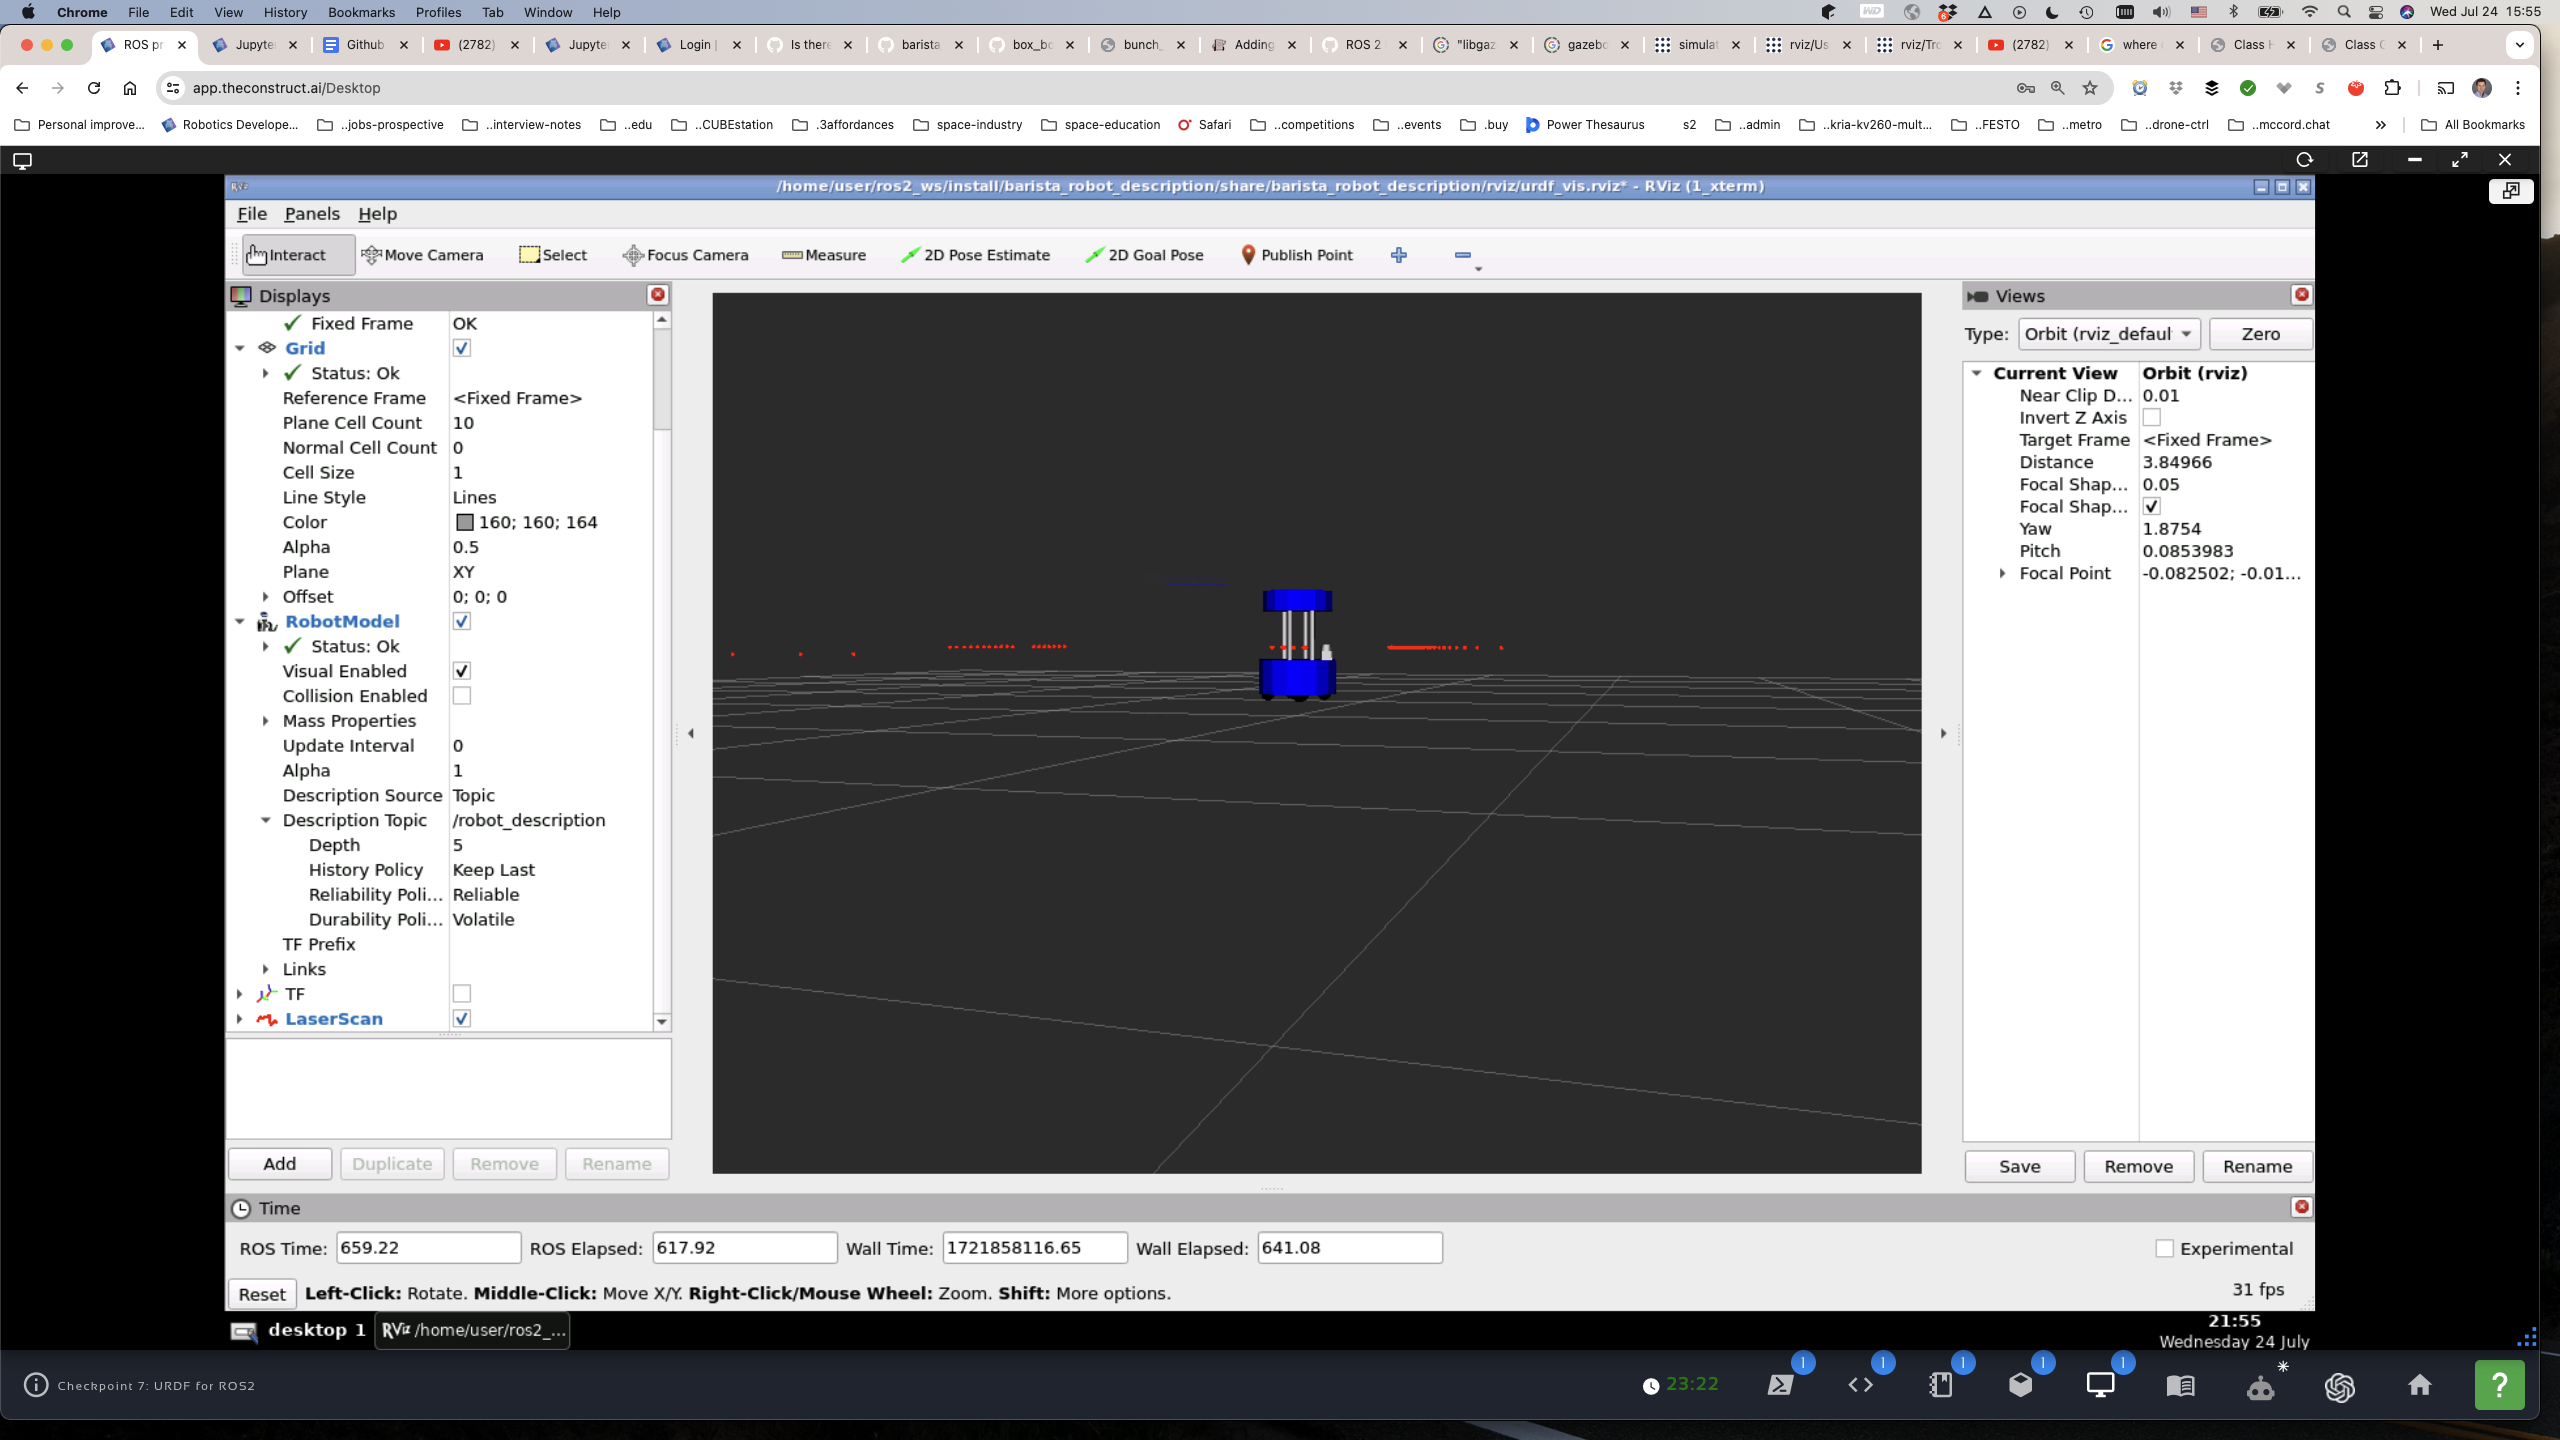 Chrome File Edit View History Bookmarks Profiles Tab Window Help Wed Jul 24 15:55
ROS pr Jupyte Github (2782) Jupyte Login | Is there barista box_bo bunch_ Adding ROS 2 "libgaz gazebo simulat rviz/Us rviz/Tro (2782) where Class H Class C
app.theconstruct.ai/Desktop
Personal improve... Robotics Develope... ..jobs-prospective ..interview-notes ..edu ..CUBEstation .3affordances space-industry space-education Safari ..competitions ..events .buy Power Thesaurus s2 ..admin ..kria-kv260-mult... ..FESTO ..metro ..drone-ctrl ..mccord.chat » All Bookmarks
/home/user/ros2_ws/install/barista_robot_description/share/barista_robot_description/rviz/urdf_vis.rviz* - RViz (1_xterm)
File Panels Help
Interact Move Camera Select Focus Camera Measure 2D Pose Estimate 2D Goal Pose Publish Point
Displays
Fixed Frame OK
Grid
Status: Ok
Reference Frame <Fixed Frame>
Plane Cell Count 10
Normal Cell Count 0
Cell Size 1
Line Style Lines
Color 160; 160; 164
Alpha 0.5
Plane XY
Offset 0; 0; 0
RobotModel
Status: Ok
Visual Enabled
Collision Enabled
Mass Properties
Update Interval 0
Alpha 1
Description Source Topic
Description Topic /robot_description
Depth 5
History Policy Keep Last
Reliability Poli... Reliable
Durability Poli... Volatile
TF Prefix
Links
TF
LaserScan
Add Duplicate Remove Rename
Views
Type: Orbit (rviz_defaul Zero
Current View Orbit (rviz)
Near Clip D... 0.01
Invert Z Axis
Target Frame <Fixed Frame>
Distance 3.84966
Focal Shap... 0.05
Focal Shap...
Yaw 1.8754
Pitch 0.0853983
Focal Point -0.082502; -0.01...
Save Remove Rename
Time
ROS Time: 659.22 ROS Elapsed: 617.92 Wall Time: 1721858116.65 Wall Elapsed: 641.08 Experimental
Reset Left-Click: Rotate. Middle-Click: Move X/Y. Right-Click/Mouse Wheel: Zoom. Shift: More options. 31 fps
desktop 1 RViz /home/user/ros2_... 21:55
Wednesday 24 July
Checkpoint 7: URDF for ROS2 23:22 1 1 1 1 1 ?